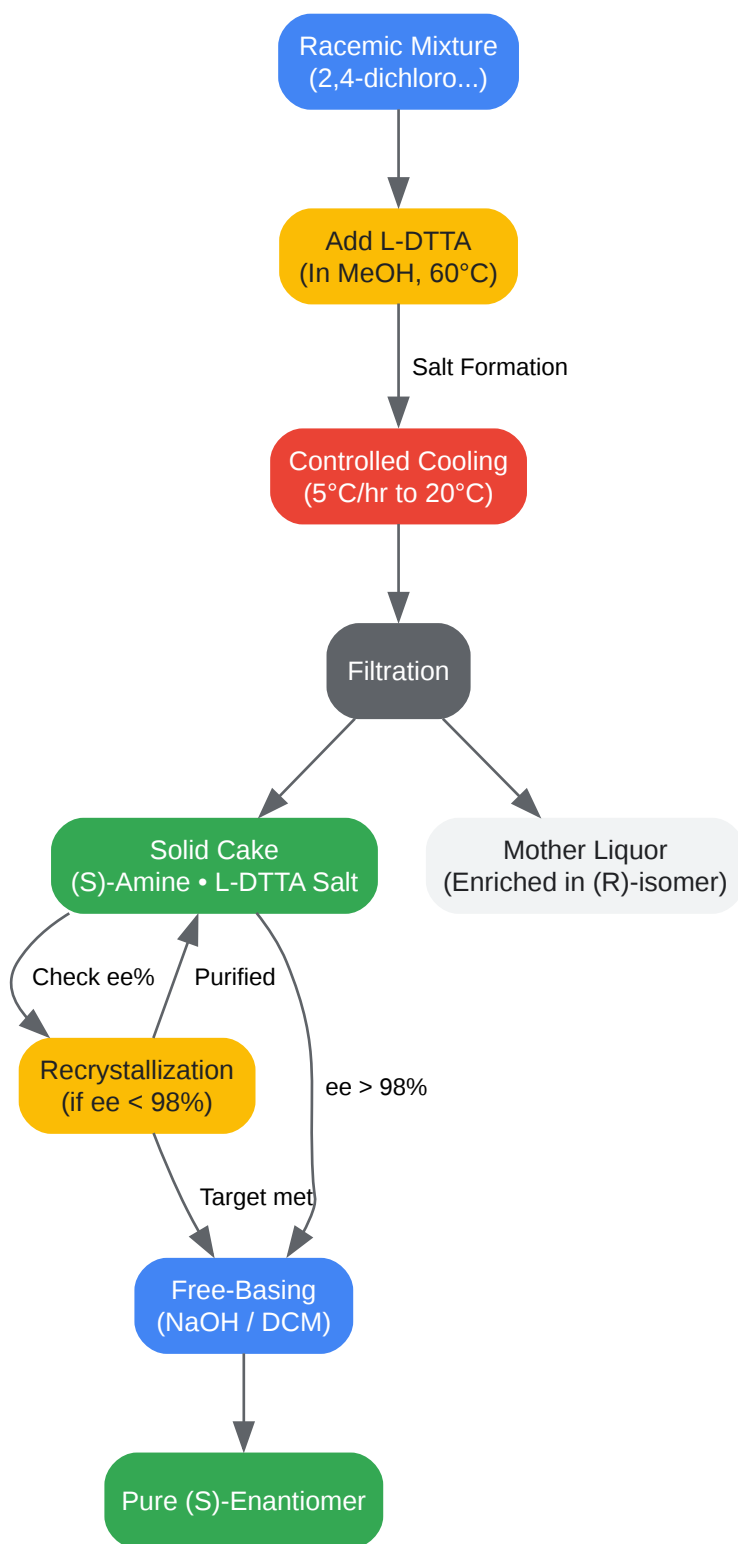 Racemic Mixture
(2,4-dichloro...)
Add L-DTTA
(In MeOH, 60°C)
Salt Formation
Controlled Cooling
(5°C/hr to 20°C)
Filtration
Solid Cake
(S)-Amine • L-DTTA Salt
Mother Liquor
(Enriched in (R)-isomer)
Check ee%
Purified
Recrystallization
(if ee < 98%)
ee > 98%
Target met
Free-Basing
(NaOH / DCM)
Pure (S)-Enantiomer